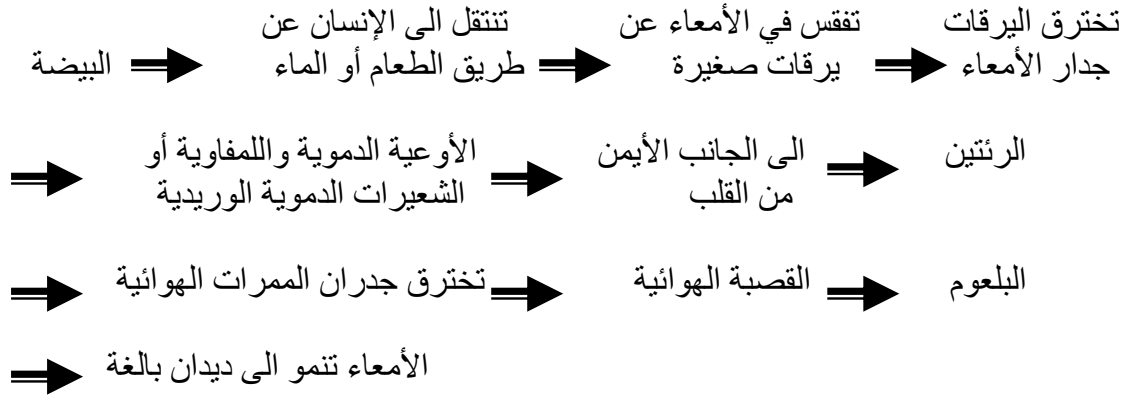 البيضة
تنتقل الى الإنسان عن
طريق الطعام أو الماء
تفقس في الأمعاء عن
يرقات صغيرة
تخترق اليرقات
جدار الأمعاء
الأوعية الدموية واللمفاوية أو
الشعيرات الدموية الوريدية
الى الجانب الأيمن
من القلب
الرئتين
تخترق جدران الممرات الهوائية
القصبة الهوائية
البلعوم
الأمعاء تنمو الى ديدان بالغة